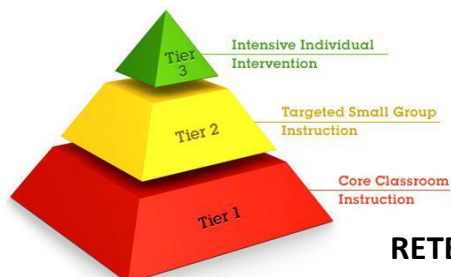 Tier
3
Intensive Individual
Intervention
Tier 2
Targeted Small Group
Instruction
Tier 1
Core Classroom
Instruction